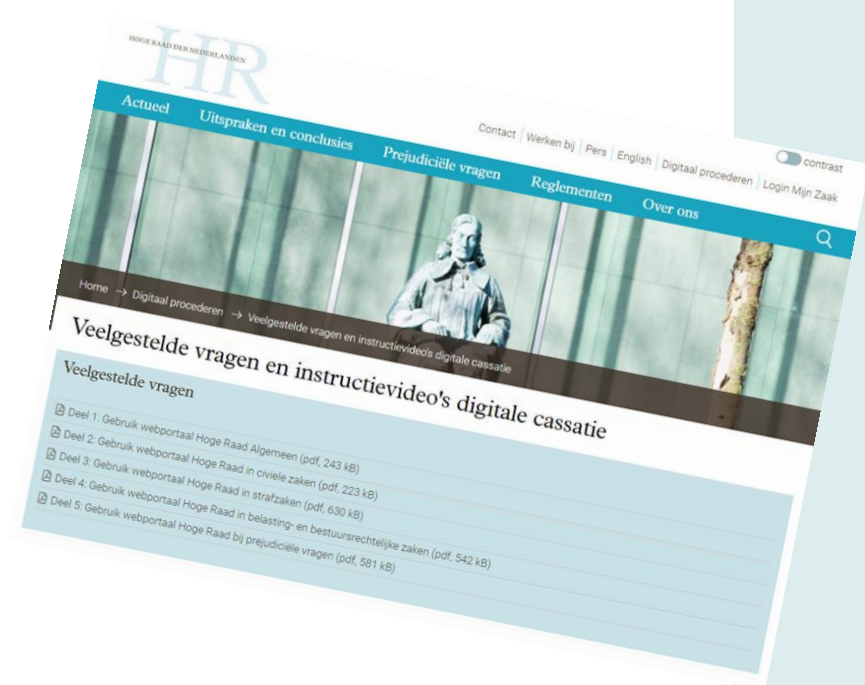 HOGE RAAD DER NEDERLANDEN
HR
Contact | Werken bij | Pers | English | Digitaal procederen | Login Mijn Zaak
contrast
Actueel Uitspraken en conclusies Prejudiciële vragen Reglementen Over ons
Home → Digitaal procederen → Veelgestelde vragen en instructievideo's digitale cassatie
Veelgestelde vragen en instructievideo's digitale cassatie
Veelgestelde vragen
Deel 1: Gebruik webportaal Hoge Raad Algemeen (pdf, 243 kB)
Deel 2: Gebruik webportaal Hoge Raad in civiele zaken (pdf, 223 kB)
Deel 3: Gebruik webportaal Hoge Raad in strafzaken (pdf, 630 kB)
Deel 4: Gebruik webportaal Hoge Raad in belasting- en bestuursrechtelijke zaken (pdf, 542 kB)
Deel 5: Gebruik webportaal Hoge Raad bij prejudiciële vragen (pdf, 581 kB)